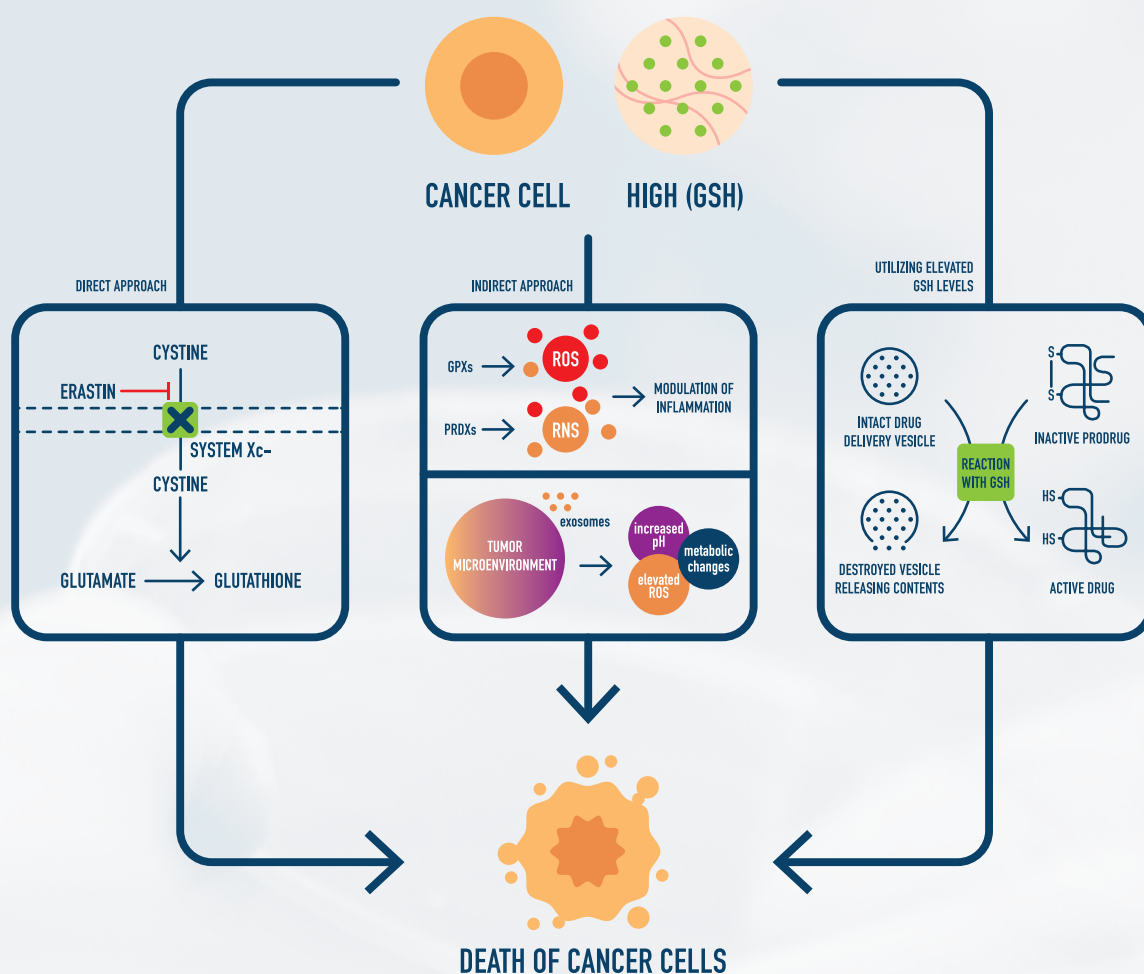 CANCER CELL
HIGH (GSH)
DIRECT APPROACH
INDIRECT APPROACH
UTILIZING ELEVATED
GSH LEVELS
CYSTINE
ERASTIN
SYSTEM Xc-
CYSTINE
GLUTAMATE
GLUTATHIONE
GPXs
ROS
PRDXs
RNS
MODULATION OF
INFLAMMATION
TUMOR
MICROENVIRONMENT
exosomes
increased
pH
metabolic
changes
elevated
ROS
INTACT DRUG
DELIVERY VESICLE
S
S
INACTIVE PRODRUG
REACTION
WITH GSH
DESTROYED VESICLE
RELEASING CONTENTS
HS
HS
ACTIVE DRUG
DEATH OF CANCER CELLS